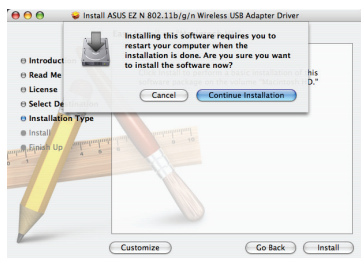 Install ASUS EZ N 802.11b/g/n Wireless USB Adapter Driver
Installing this software requires you to
restart your computer when the
installation is done. Are you sure you want
to install the software now?
Cancel
Continue Installation
Introduct
Read Me
License
Select De
Installation Type
Install
Finish Up
this
Customize
Go Back
Install